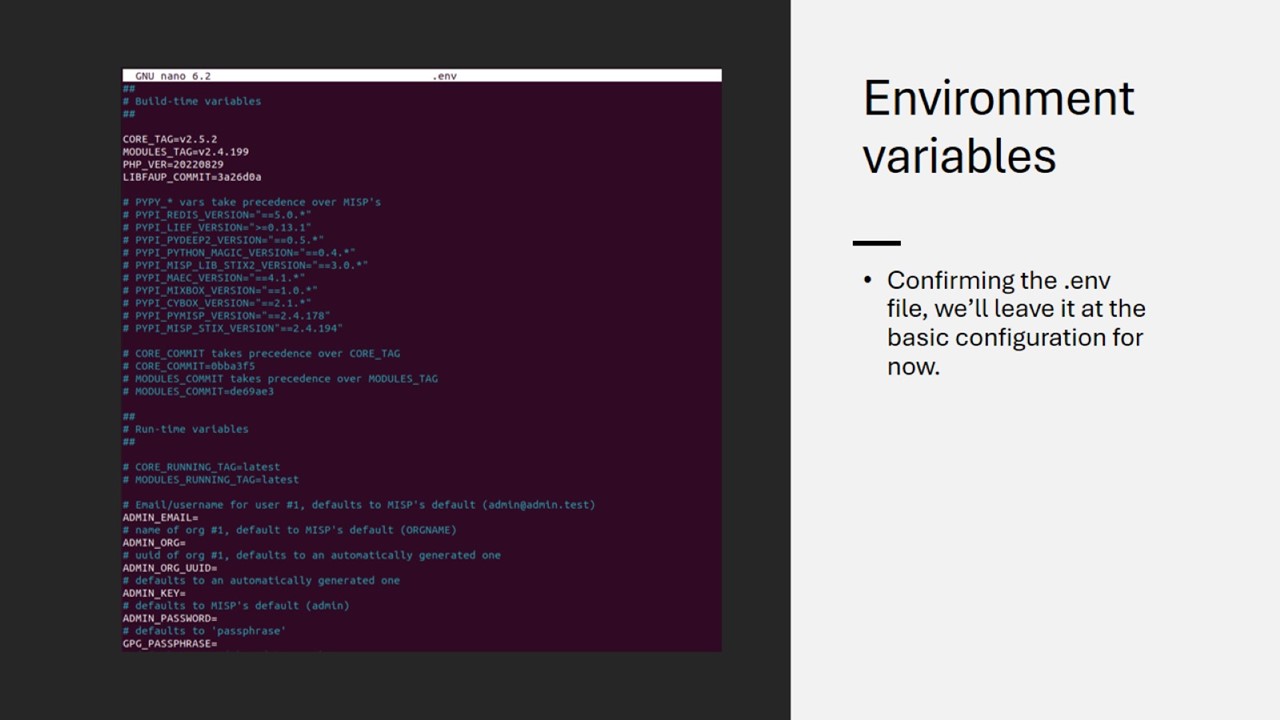 GNU nano 6.2 .env
##
# Build-time variables
##
CORE_TAG=v2.5.2
MODULES_TAG=v2.4.199
PHP_VER=20220829
LIBFAUP_COMMIT=3a26d0a
# PYPY_* vars take precedence over MISP's
# PYPI_REDIS_VERSION="==5.0.*"
# PYPI_LIEF_VERSION=">=0.13.1"
# PYPI_PYDEEP2_VERSION="==0.5.*"
# PYPI_PYTHON_MAGIC_VERSION="==0.4.*"
# PYPI_MISP_LIB_STIX2_VERSION="==3.0.*"
# PYPI_MAEC_VERSION="==4.1.*"
# PYPI_MIXBOX_VERSION="==1.0.*"
# PYPI_CYBOX_VERSION="==2.1.*"
# PYPI_PYMISP_VERSION="==2.4.178"
# PYPI_MISP_STIX_VERSION"==2.4.194"
# CORE_COMMIT takes precedence over CORE_TAG
# CORE_COMMIT=0bba3f5
# MODULES_COMMIT takes precedence over MODULES_TAG
# MODULES_COMMIT=de69ae3
##
# Run-time variables
##
# CORE_RUNNING_TAG=latest
# MODULES_RUNNING_TAG=latest
# Email/username for user #1, defaults to MISP's default (admin@admin.test)
ADMIN_EMAIL=
# name of org #1, default to MISP's default (ORGNAME)
ADMIN_ORG=
# uuid of org #1, defaults to an automatically generated one
ADMIN_ORG_UUID=
# defaults to an automatically generated one
ADMIN_KEY=
# defaults to MISP's default (admin)
ADMIN_PASSWORD=
# defaults to 'passphrase'
GPG_PASSPHRASE=
Environment
variables
• Confirming the .env
file, we’ll leave it at the
basic configuration for
now.